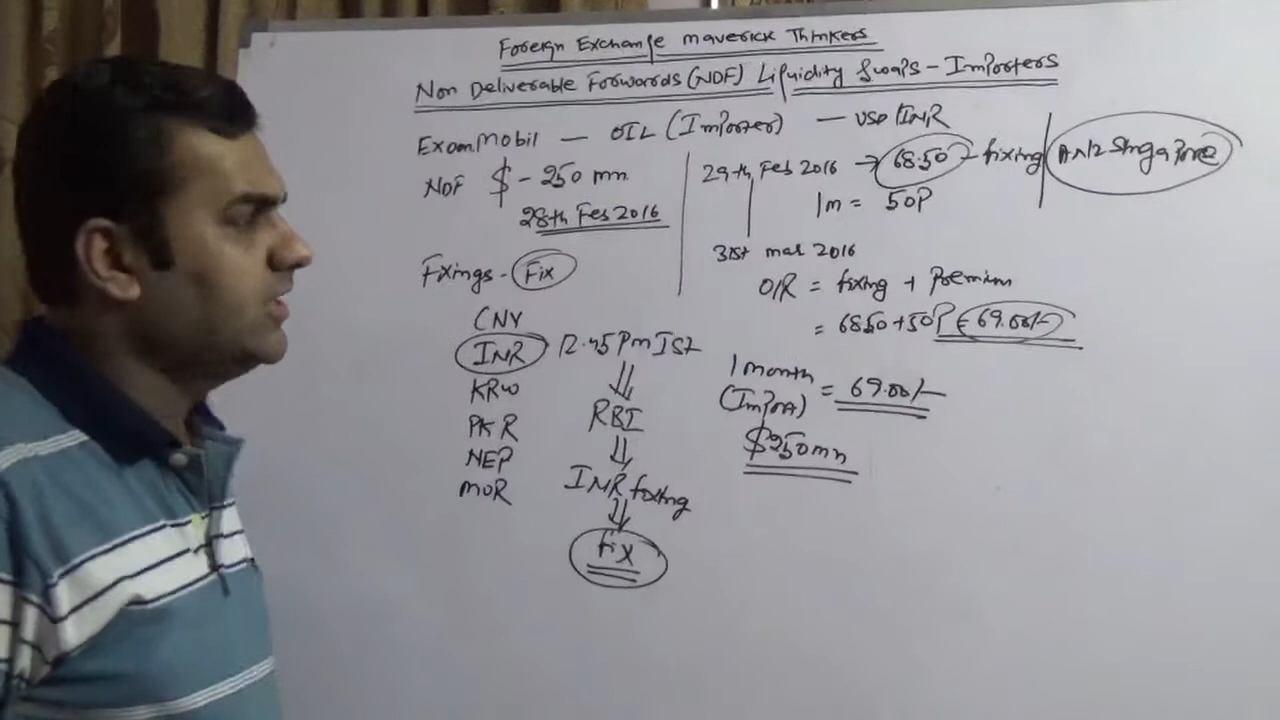 Foreign Exchange maverick Thinkers
Non Deliverable Forwards (NDF) Liquidity Swaps - Importers
ExxonMobil — OIL (Importer) — USD/INR
NDF $ - 250 mn
28th Feb 2016
29th Feb 2016 → 68.50 - fixing
ANZ Singapore
1m = 50P
31st mar 2016
O/R = fixing + Premium
= 68.50 + 50P = 69.00/-
1 month
(Import) = 69.00/-
$250mn
Fixings - Fix
CNY
INR 12.45 Pm IST
KRW
PKR
NEP
MOR
RBI
INR fixing
Fix